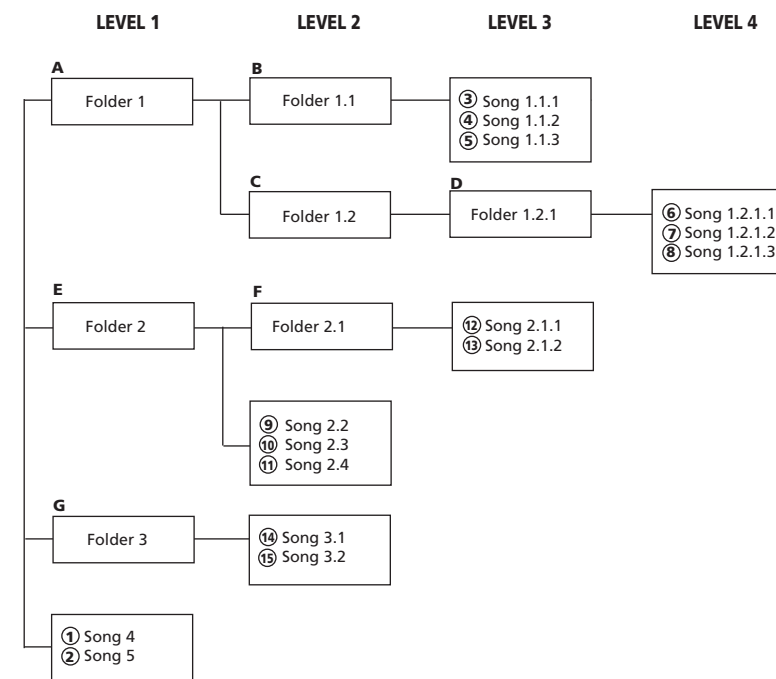 LEVEL 1 LEVEL 2 LEVEL 3 LEVEL 4
A
Folder 1
B
Folder 1.1
③ Song 1.1.1
④ Song 1.1.2
⑤ Song 1.1.3
C
Folder 1.2
D
Folder 1.2.1
⑥ Song 1.2.1.1
⑦ Song 1.2.1.2
⑧ Song 1.2.1.3
E
Folder 2
F
Folder 2.1
⑫ Song 2.1.1
⑬ Song 2.1.2
⑨ Song 2.2
⑩ Song 2.3
⑪ Song 2.4
G
Folder 3
⑭ Song 3.1
⑮ Song 3.2
① Song 4
② Song 5